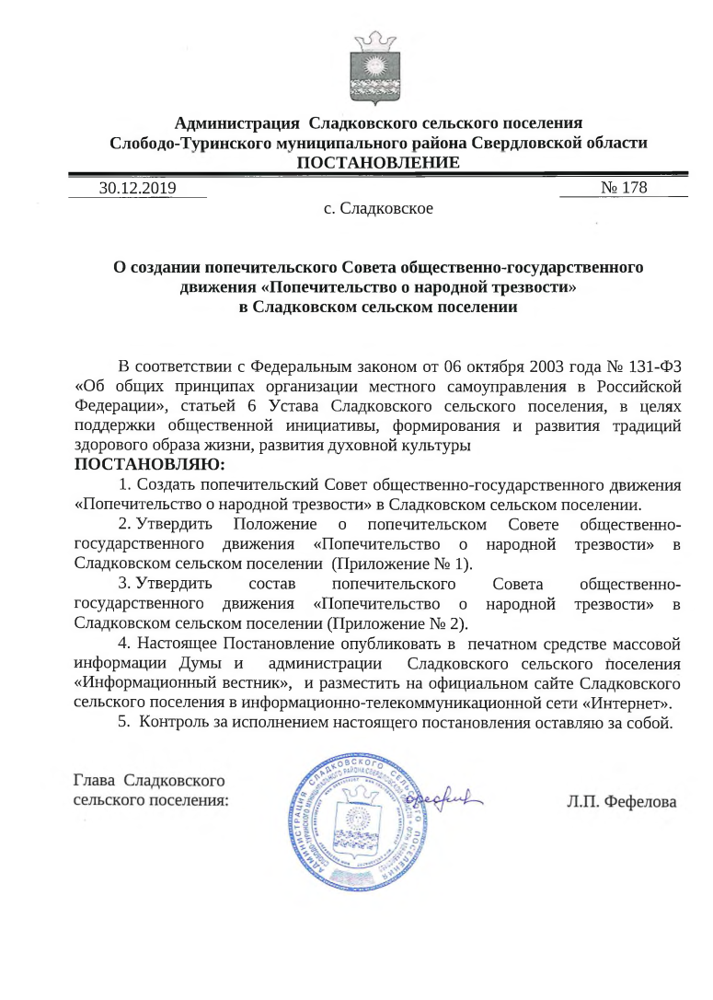 Администрация Сладковского сельского поселения
Слободо-Туринского муниципального района Свердловской области
ПОСТАНОВЛЕНИЕ
30.12.2019 № 178
с. Сладковское
О создании попечительского Совета общественно-государственного
движения «Попечительство о народной трезвости»
в Сладковском сельском поселении
В соответствии с Федеральным законом от 06 октября 2003 года № 131-ФЗ
«Об общих принципах организации местного самоуправления в Российской
Федерации», статьей 6 Устава Сладковского сельского поселения, в целях
поддержки общественной инициативы, формирования и развития традиций
здорового образа жизни, развития духовной культуры
ПОСТАНОВЛЯЮ:
1. Создать попечительский Совет общественно-государственного движения
«Попечительство о народной трезвости» в Сладковском сельском поселении.
2. Утвердить Положение о попечительском Совете общественно-
государственного движения «Попечительство о народной трезвости» в
Сладковском сельском поселении (Приложение № 1).
3. Утвердить состав попечительского Совета общественно-
государственного движения «Попечительство о народной трезвости» в
Сладковском сельском поселении (Приложение № 2).
4. Настоящее Постановление опубликовать в печатном средстве массовой
информации Думы и администрации Сладковского сельского поселения
«Информационный вестник», и разместить на официальном сайте Сладковского
сельского поселения в информационно-телекоммуникационной сети «Интернет».
5. Контроль за исполнением настоящего постановления оставляю за собой.
Глава Сладковского
сельского поселения: Л.П. Фефелова
АДМИНИСТРАЦИЯ СЛАДКОВСКОГО СЕЛЬСКОГО ПОСЕЛЕНИЯ
СЛОБОДО-ТУРИНСКОГО МУНИЦИПАЛЬНОГО РАЙОНА СВЕРДЛОВСКОЙ ОБЛАСТИ